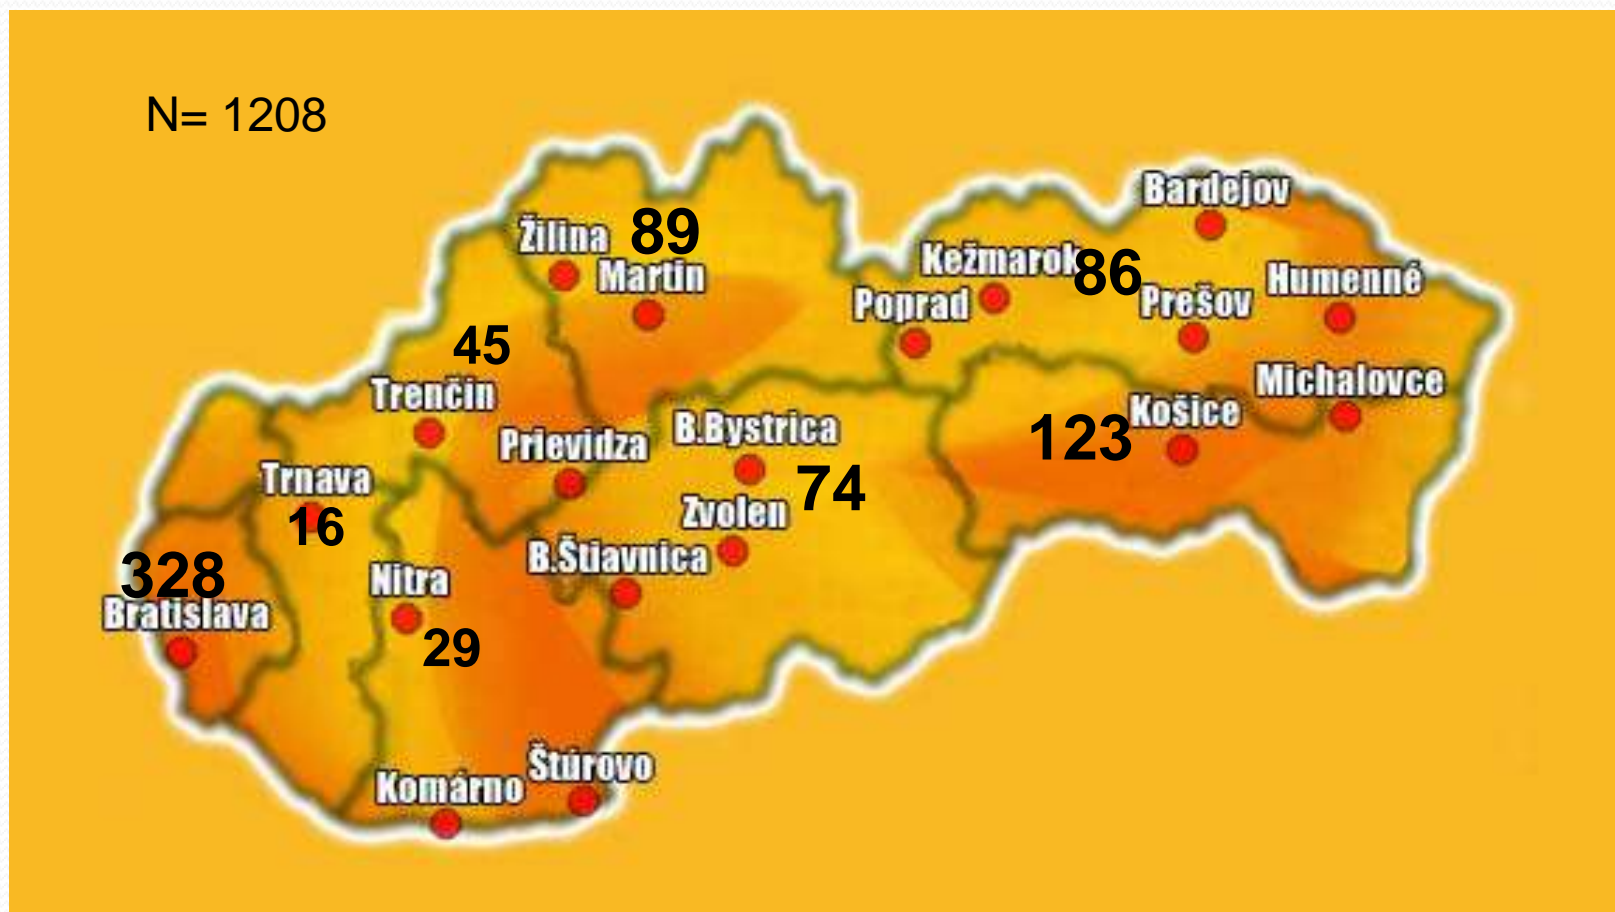 N= 1208
Bardejov
Žilina 89
Kežmarok 86
Martin
Humenné
Poprad
Prešov
45
Trenčín
Michalovce
Košice
123
B.Bystrica
Prievidza
Trnava
74
16
Zvolen
B.Štiavnica
328
Nitra
Bratislava
29
Štúrovo
Komárno